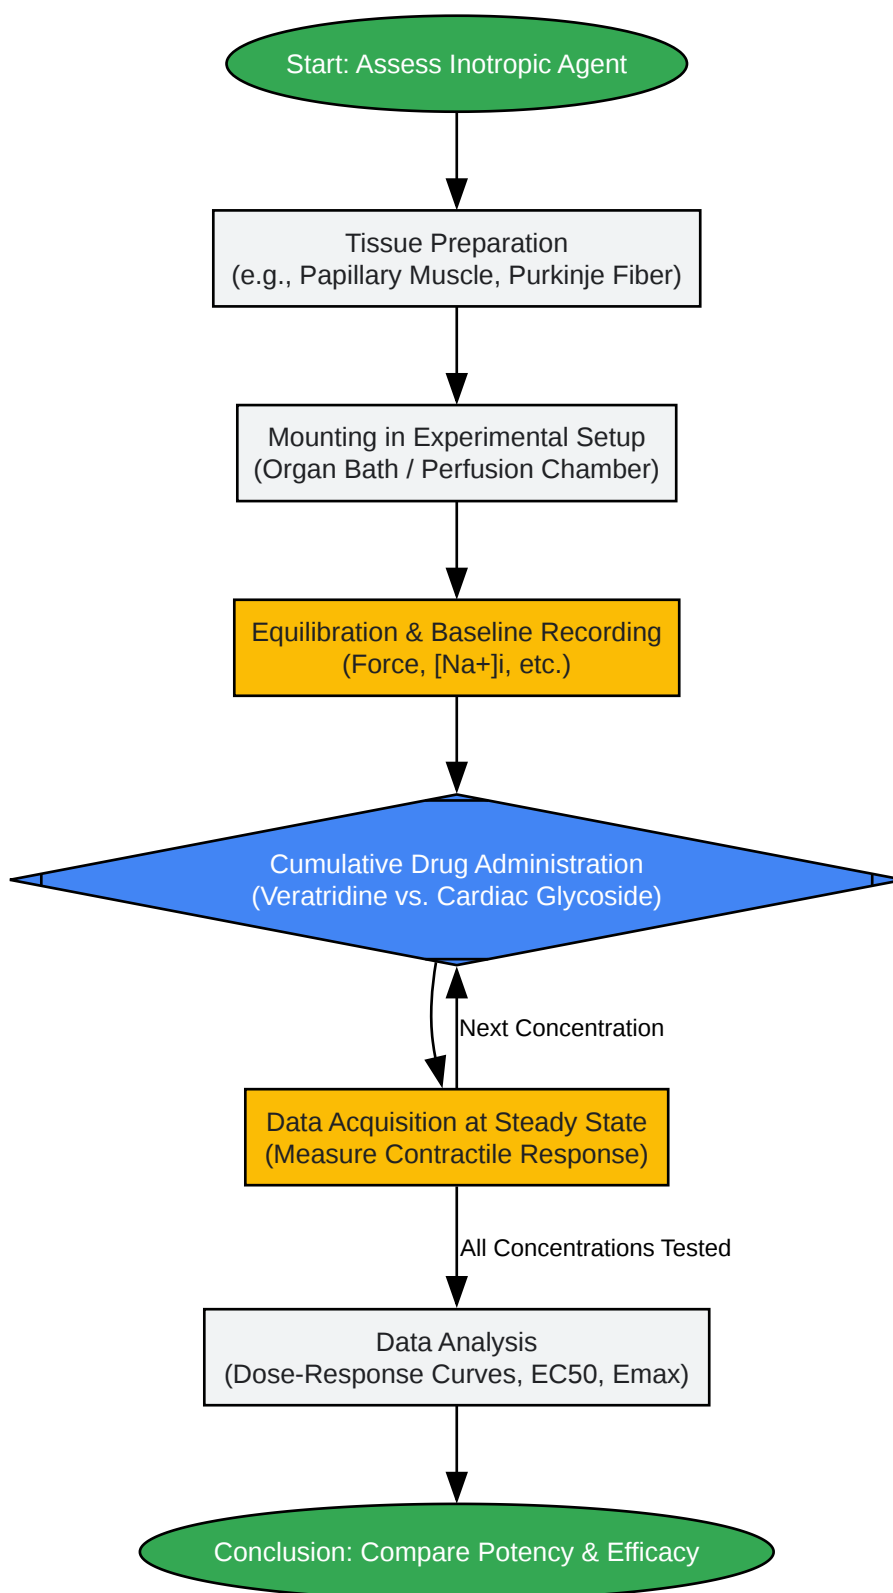 Start: Assess Inotropic Agent
Tissue Preparation
(e.g., Papillary Muscle, Purkinje Fiber)
Mounting in Experimental Setup
(Organ Bath / Perfusion Chamber)
Equilibration & Baseline Recording
(Force, [Na+]i, etc.)
Cumulative Drug Administration
(Veratridine vs. Cardiac Glycoside)
Next Concentration
Data Acquisition at Steady State
(Measure Contractile Response)
All Concentrations Tested
Data Analysis
(Dose-Response Curves, EC50, Emax)
Conclusion: Compare Potency & Efficacy